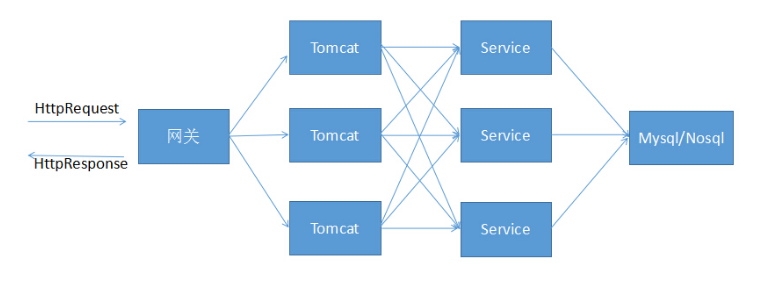 Tomcat
Service
HttpRequest
网关
Tomcat
Service
Mysql/Nosql
HttpResponse
Tomcat
Service